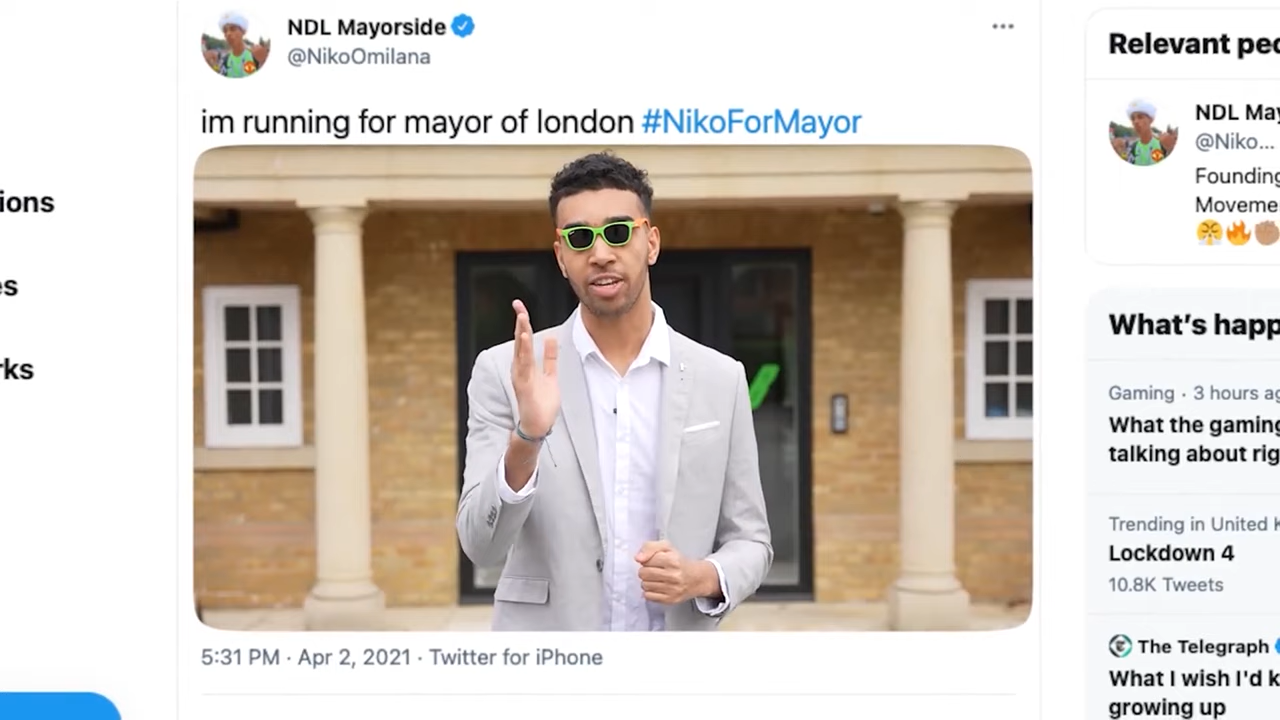 NDL Mayorside
@NikoOmilana
im running for mayor of london #NikoForMayor
5:31 PM · Apr 2, 2021 · Twitter for iPhone
ions
es
rks
Relevant peo
NDL May
@Niko...
Founding
Moveme
😤🔥✊🏽
What's happ
Gaming · 3 hours ag
What the gaming
talking about rig
Trending in United K
Lockdown 4
10.8K Tweets
The Telegraph
What I wish I'd k
growing up